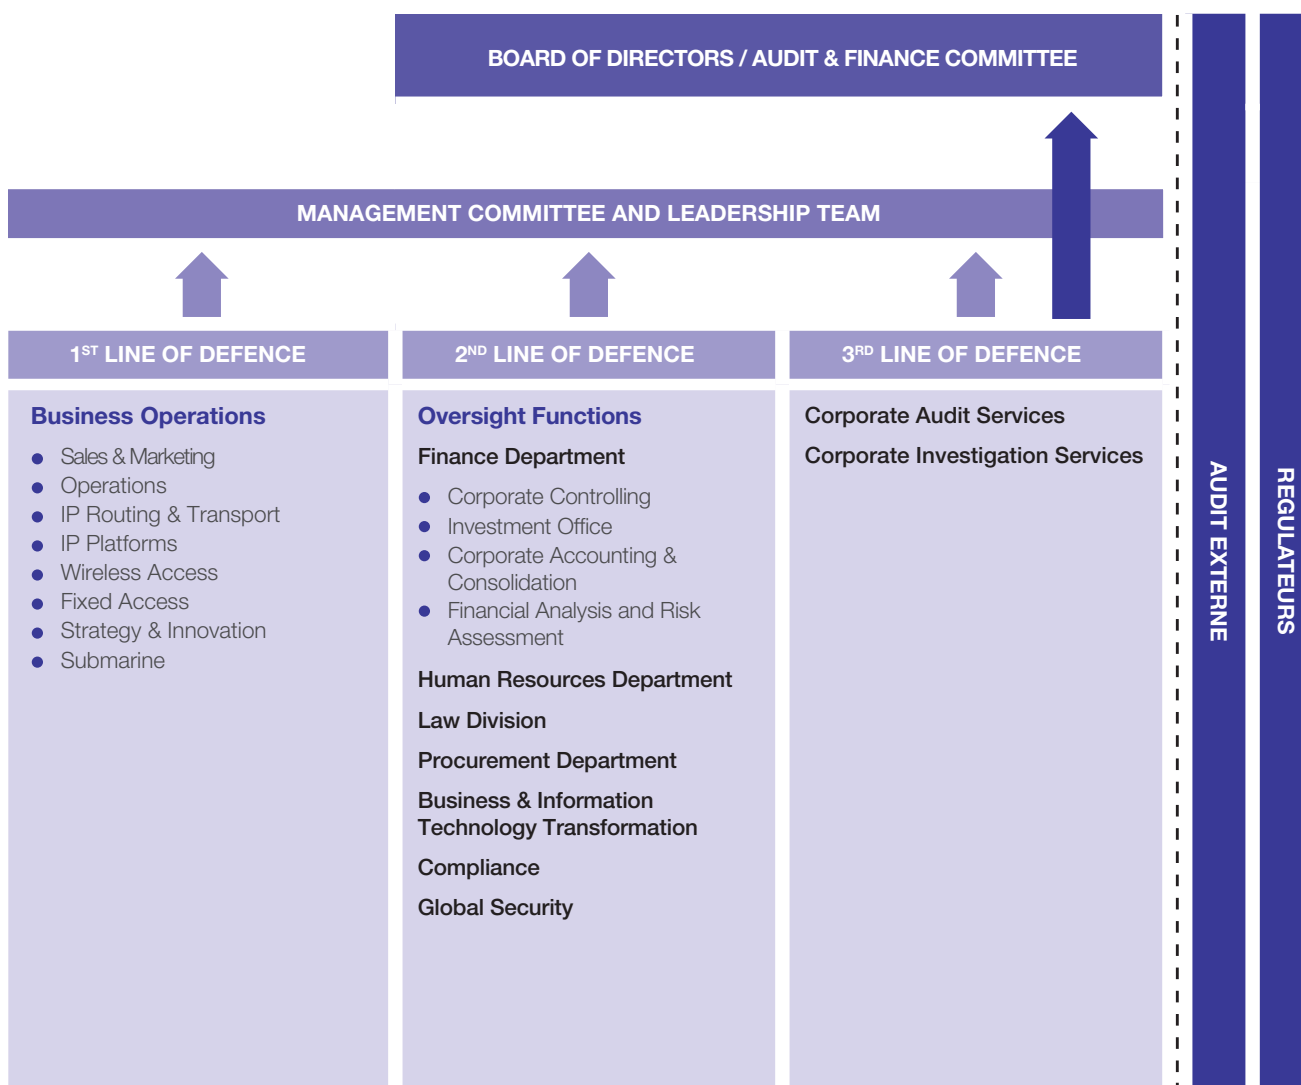 BOARD OF DIRECTORS / AUDIT & FINANCE COMMITTEE
MANAGEMENT COMMITTEE AND LEADERSHIP TEAM
1ST LINE OF DEFENCE
Business Operations
Sales & Marketing
Operations
IP Routing & Transport
IP Platforms
Wireless Access
Fixed Access
Strategy & Innovation
Submarine
2ND LINE OF DEFENCE
Oversight Functions
Finance Department
Corporate Controlling
Investment Office
Corporate Accounting &
Consolidation
Financial Analysis and Risk
Assessment
Human Resources Department
Law Division
Procurement Department
Business & Information
Technology Transformation
Compliance
Global Security
3RD LINE OF DEFENCE
Corporate Audit Services
Corporate Investigation Services
AUDIT EXTERNE
REGULATEURS